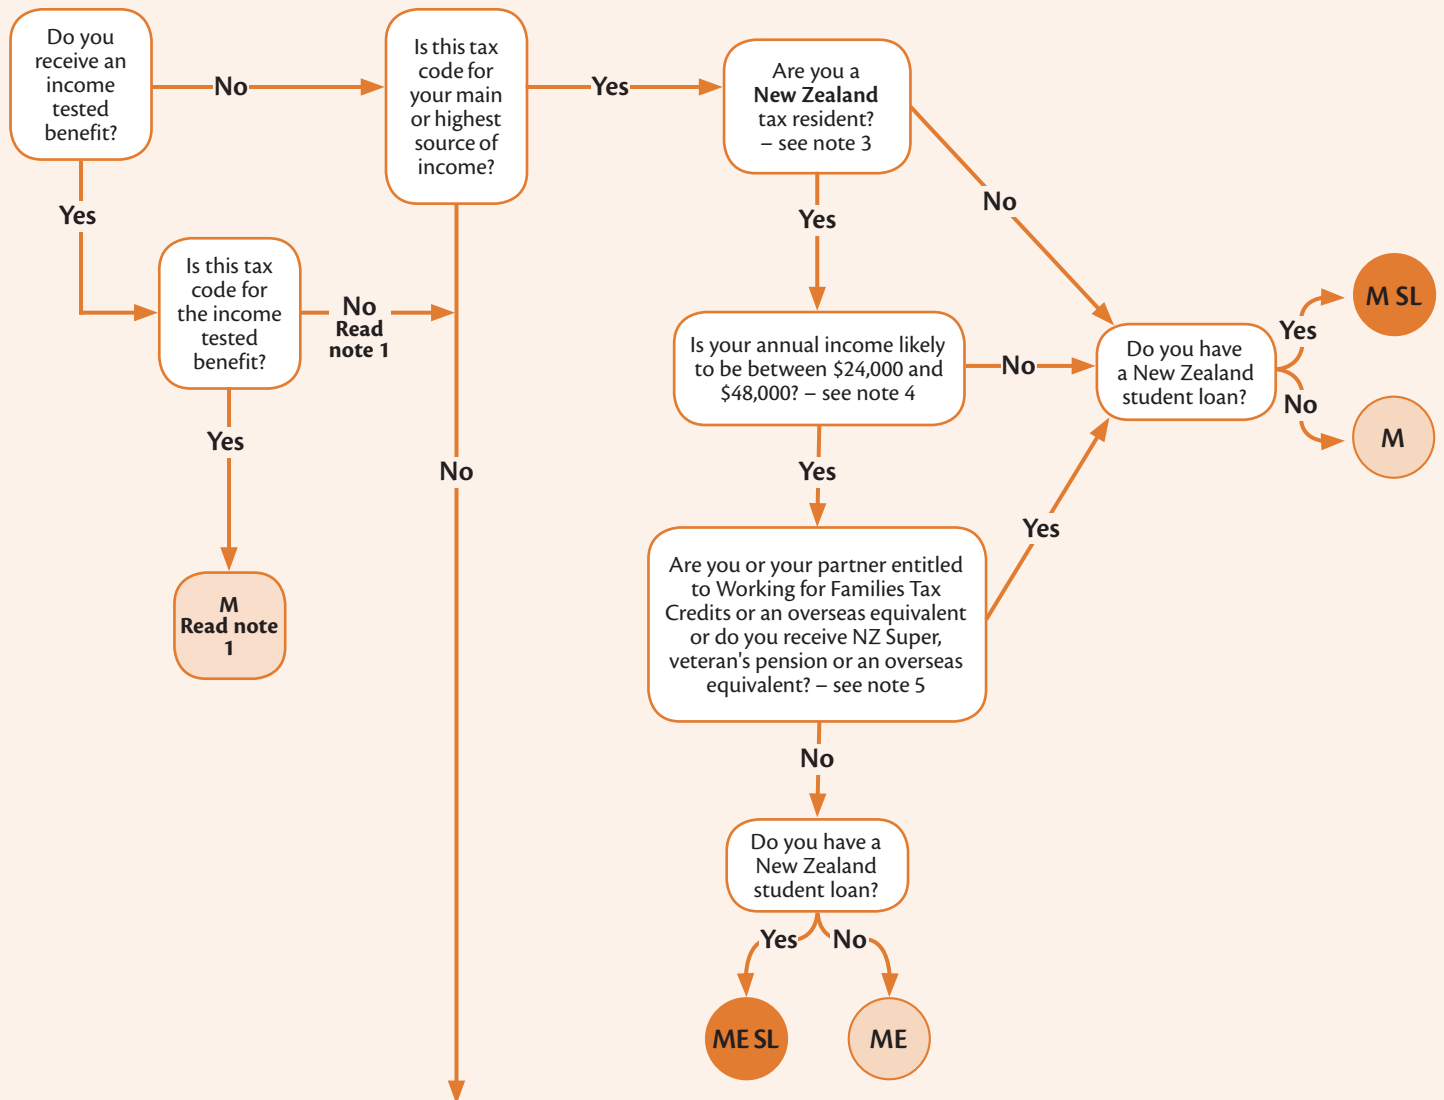 Do you
receive an
income
tested
benefit?
No
Is this tax
code for
your main
or highest
source of
income?
Yes
Are you a
New Zealand
tax resident?
– see note 3
No
Yes
Yes
Is this tax
code for
the income
tested
benefit?
No
Read
note 1
Is your annual income likely
to be between $24,000 and
$48,000? – see note 4
No
Do you have
a New Zealand
student loan?
Yes
M SL
No
M
Yes
No
Yes
Yes
M
Read note
1
Are you or your partner entitled
to Working for Families Tax
Credits or an overseas equivalent
or do you receive NZ Super,
veteran's pension or an overseas
equivalent? – see note 5
No
Do you have a
New Zealand
student loan?
Yes
No
ME SL
ME